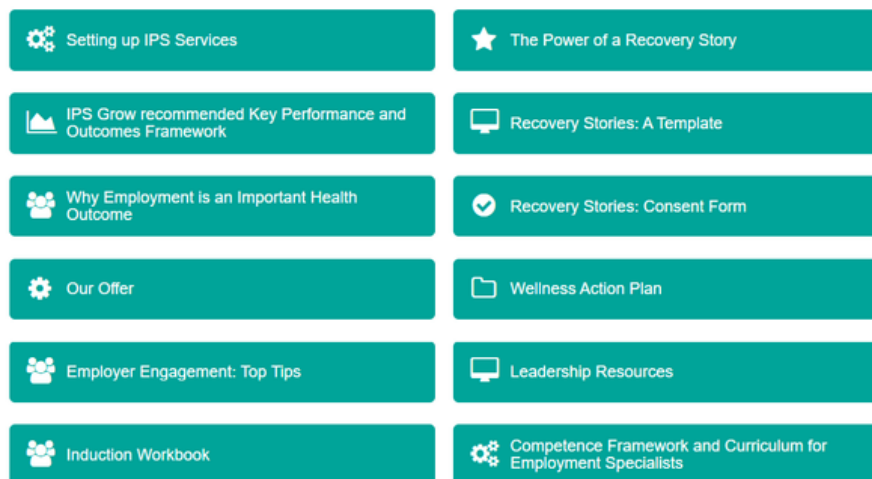 Setting up IPS Services
The Power of a Recovery Story
IPS Grow recommended Key Performance and
Outcomes Framework
Recovery Stories: A Template
Why Employment is an Important Health
Outcome
Recovery Stories: Consent Form
Our Offer
Wellness Action Plan
Employer Engagement: Top Tips
Leadership Resources
Induction Workbook
Competence Framework and Curriculum for
Employment Specialists